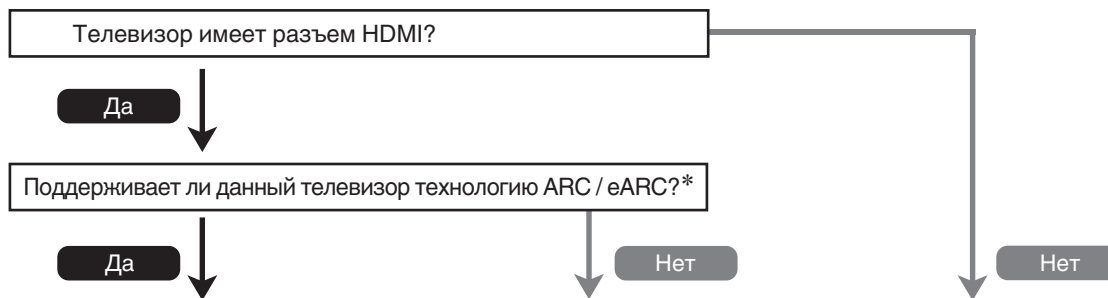 Телевизор имеет разъем HDMI?
Да
Поддерживает ли данный телевизор технологию ARC / eARC?*
Да
Нет
Нет